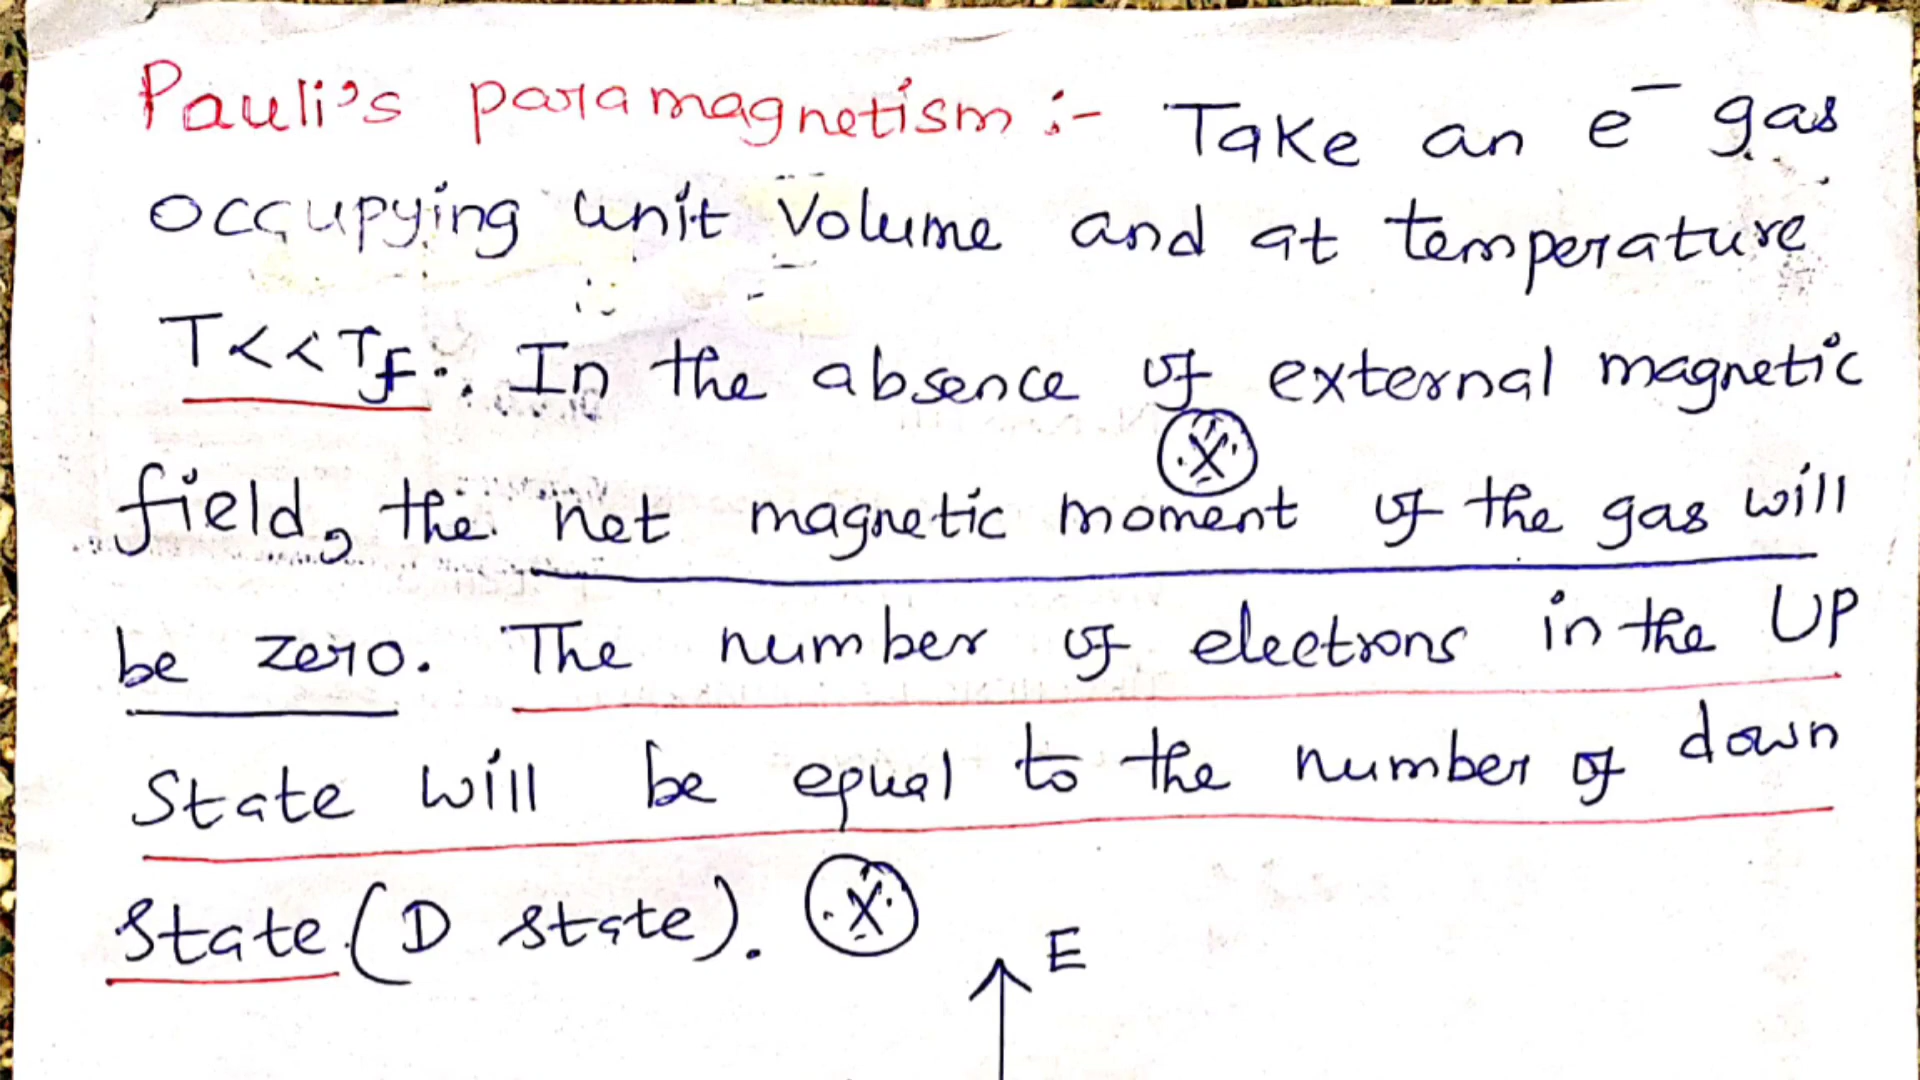 Pauli's paramagnetism :- Take an e⁻ gas
occupying unit Volume and at temperature
T<<TF. In the absence of external magnetic
field, the net magnetic moment of the gas will
be zero. The number of electrons in the UP
State will be equal to the number of down
state (D state). X
E